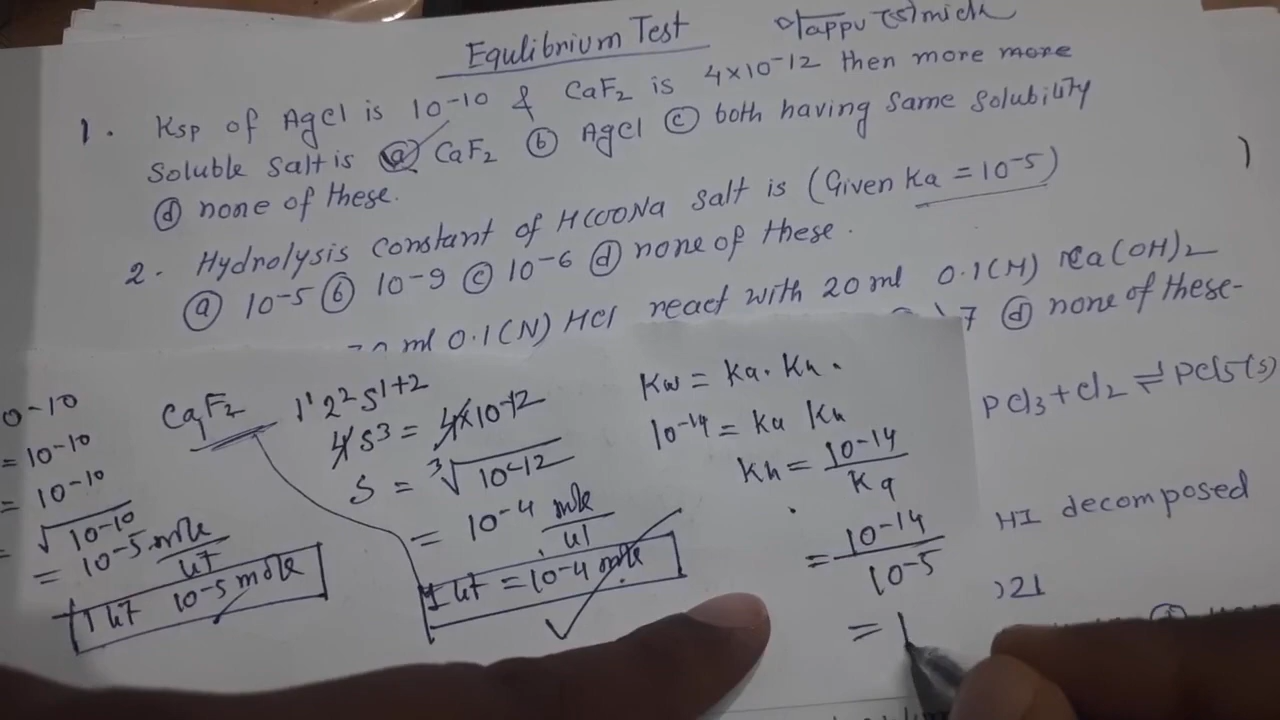 Equlibrium Test
1. Ksp of Agcl is 10-10 & CaF2 is 4×10-12 then more more
soluble salt is (a) CaF2 (b) Agcl (c) both having same solubility
(d) none of these.
2. Hydrolysis constant of HCOONa salt is (Given Ka = 10-5)
(a) 10-5 (b) 10-9 (c) 10-6 (d) none of these.
ml 0.1(N) HCl react with 20 ml 0.1(M) Ca(OH)2
7 (d) none of these-
PCl3 + Cl2 ⇌ PCl5(s)
HI decomposed
0-10
= 10-10
= 10-10
= √10-10
= 10-5 mole
1 lit 10-5 mole
CaF2 1¹2²s1+2
4s3 = 4×10-12
s = ³√10-12
= 10-4 mole
1 lit = 10-4 mole
Kw = Ka. Kh.
10-14 = Ka Kh
Kh = 10-14
Ka
= 10-14
10-5
= 1